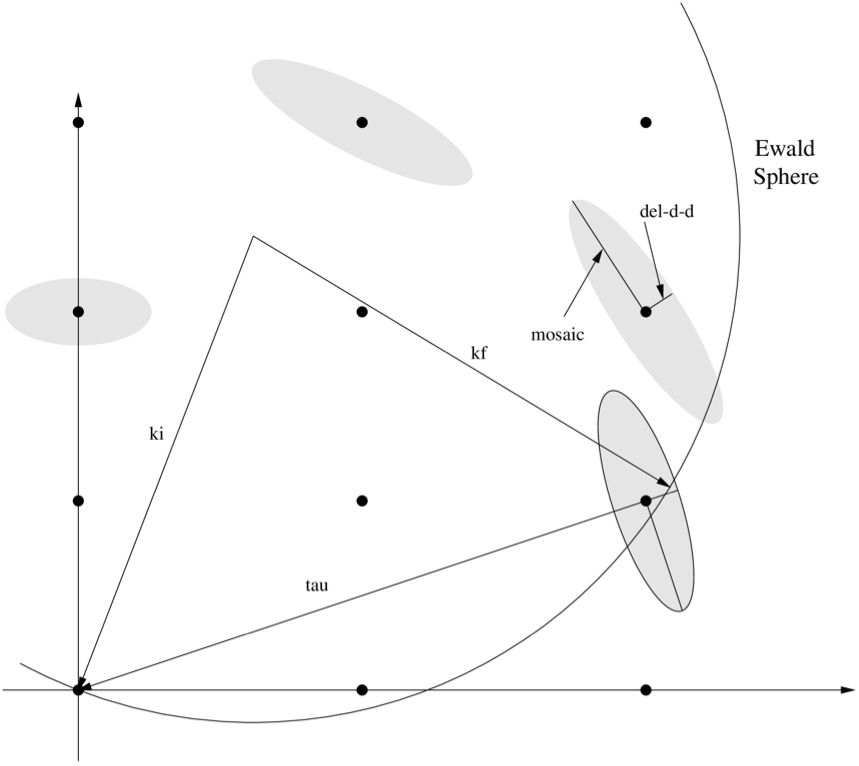 Ewald
Sphere
del-d-d
mosaic
kf
ki
tau